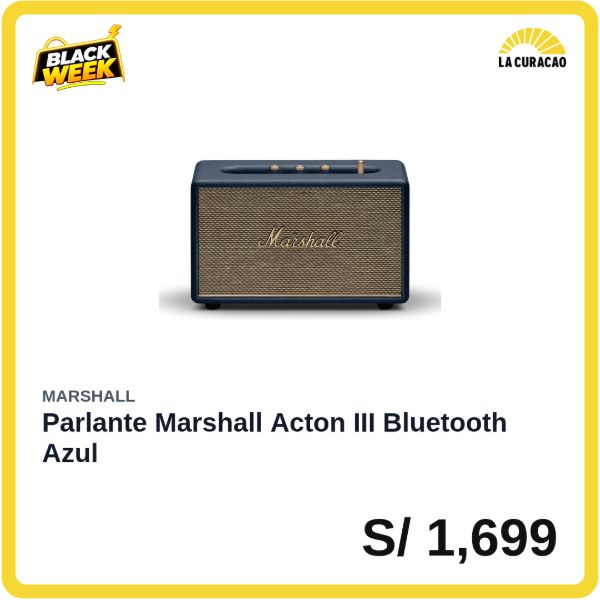 BLACK
WEEK
LA CURACAO
Marshall
MARSHALL
Parlante Marshall Acton III Bluetooth
Azul
S/ 1,699